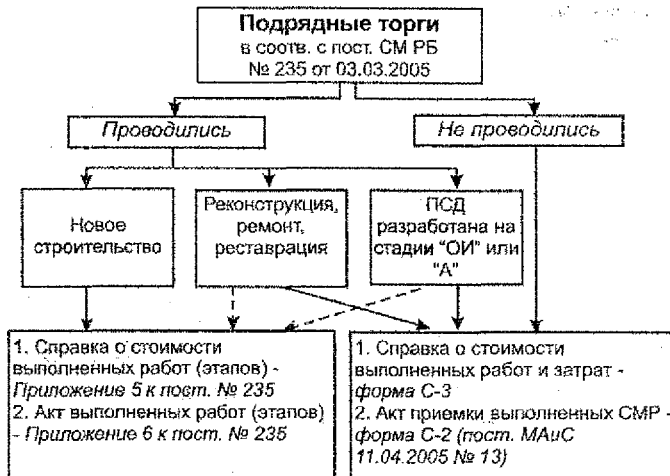 Подрядные торги
в соотв. с пост. СМ РБ
№ 235 от 03.03.2005
Проводились
Не проводились
Новое
строительство
Реконструкция,
ремонт,
реставрация
ПСД
разработана на
стадии "ОИ" или
"А"
1. Справка о стоимости
выполненных работ (этапов) -
Приложение 5 к пост. № 235
2. Акт выполненных работ (этапов)
- Приложение 6 к пост. № 235
1. Справка о стоимости
выполненных работ и затрат -
форма С-3
2. Акт приемки выполненных СМР -
форма С-2 (пост. МАиС
11.04.2005 № 13)